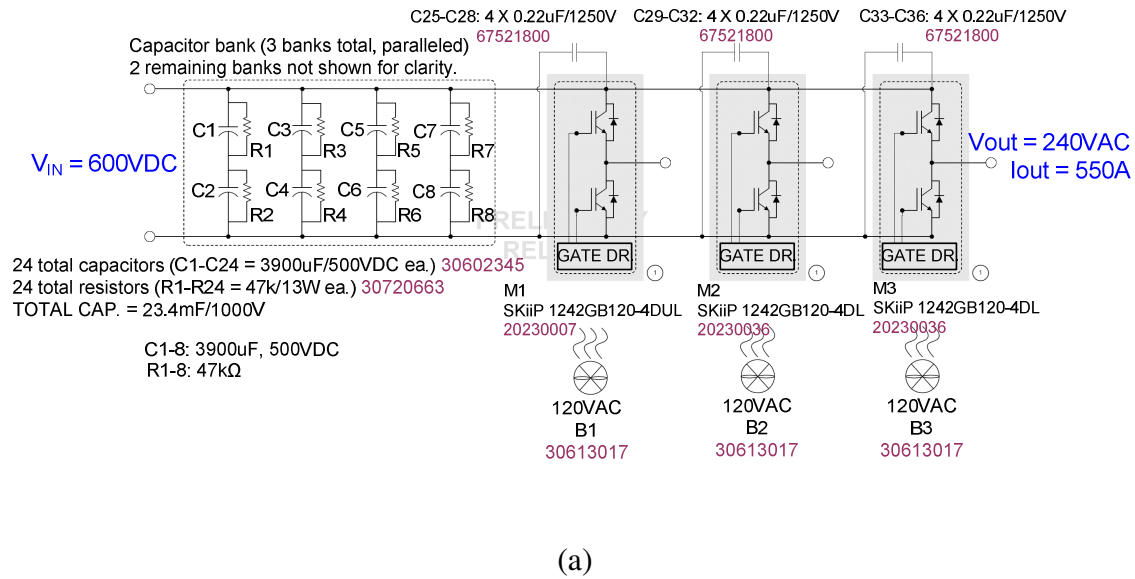 C25-C28: 4 X 0.22uF/1250V
67521800
C29-C32: 4 X 0.22uF/1250V
67521800
C33-C36: 4 X 0.22uF/1250V
67521800
Capacitor bank (3 banks total, paralleled)
2 remaining banks not shown for clarity.
C1
R1
C3
R3
C5
R5
C7
R7
VIN = 600VDC
C2
R2
C4
R4
C6
R6
C8
R8
Vout = 240VAC
Iout = 550A
GATE DR.
1
GATE DR.
1
GATE DR.
1
24 total capacitors (C1-C24 = 3900uF/500VDC ea.) 30602345
24 total resistors (R1-R24 = 47k/13W ea.) 30720663
TOTAL CAP. = 23.4mF/1000V
C1-8: 3900uF, 500VDC
R1-8: 47kΩ
M1
SKiiP 1242GB120-4DUL
20230007
M2
SKiiP 1242GB120-4DL
20230036
M3
SKiiP 1242GB120-4DL
20230036
120VAC
B1
30613017
120VAC
B2
30613017
120VAC
B3
30613017
(a)